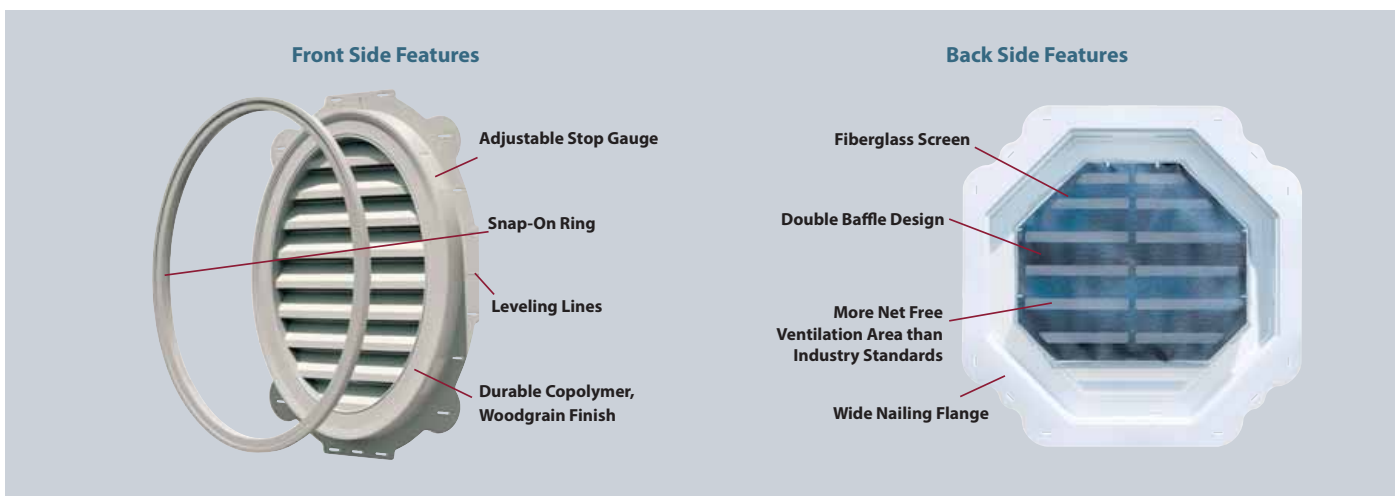 Front Side Features
Adjustable Stop Gauge
Snap-On Ring
Leveling Lines
Durable Copolymer,
Woodgrain Finish
Back Side Features
Fiberglass Screen
Double Baffle Design
More Net Free
Ventilation Area than
Industry Standards
Wide Nailing Flange